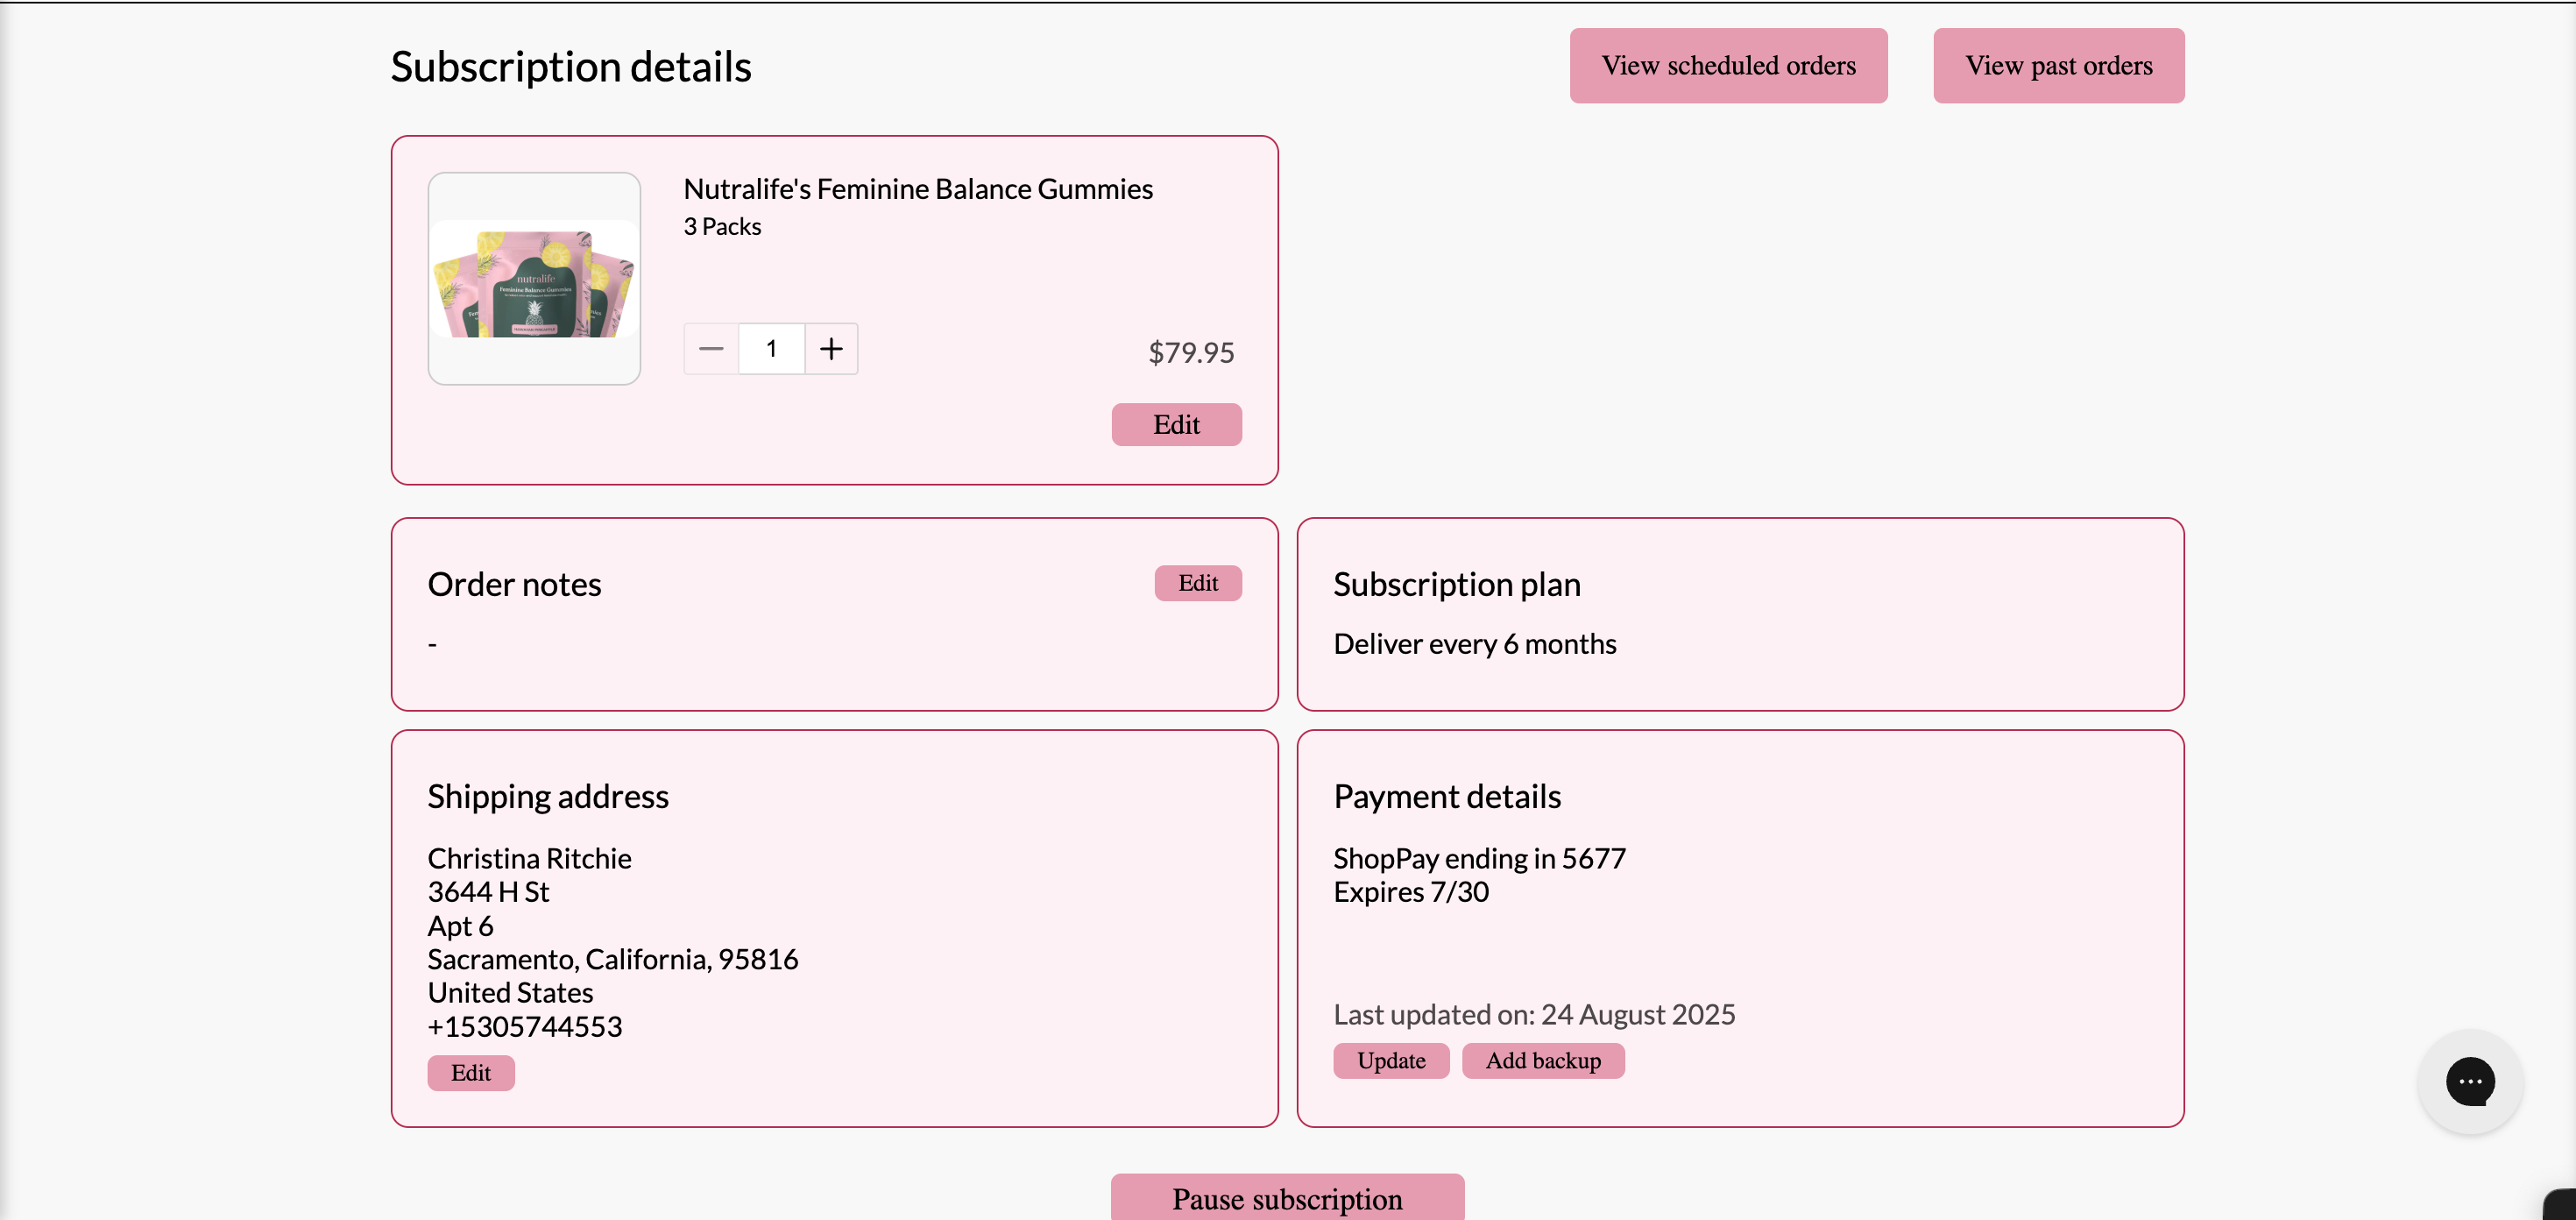 Subscription details
View scheduled orders
View past orders
Nutralife's Feminine Balance Gummies
3 Packs
nutralife
Feminine Balance Gummies
1
$79.95
Edit
Order notes
Edit
-
Subscription plan
Deliver every 6 months
Shipping address
Christina Ritchie
3644 H St
Apt 6
Sacramento, California, 95816
United States
+15305744553
Edit
Payment details
ShopPay ending in 5677
Expires 7/30
Last updated on: 24 August 2025
Update
Add backup
Pause subscription